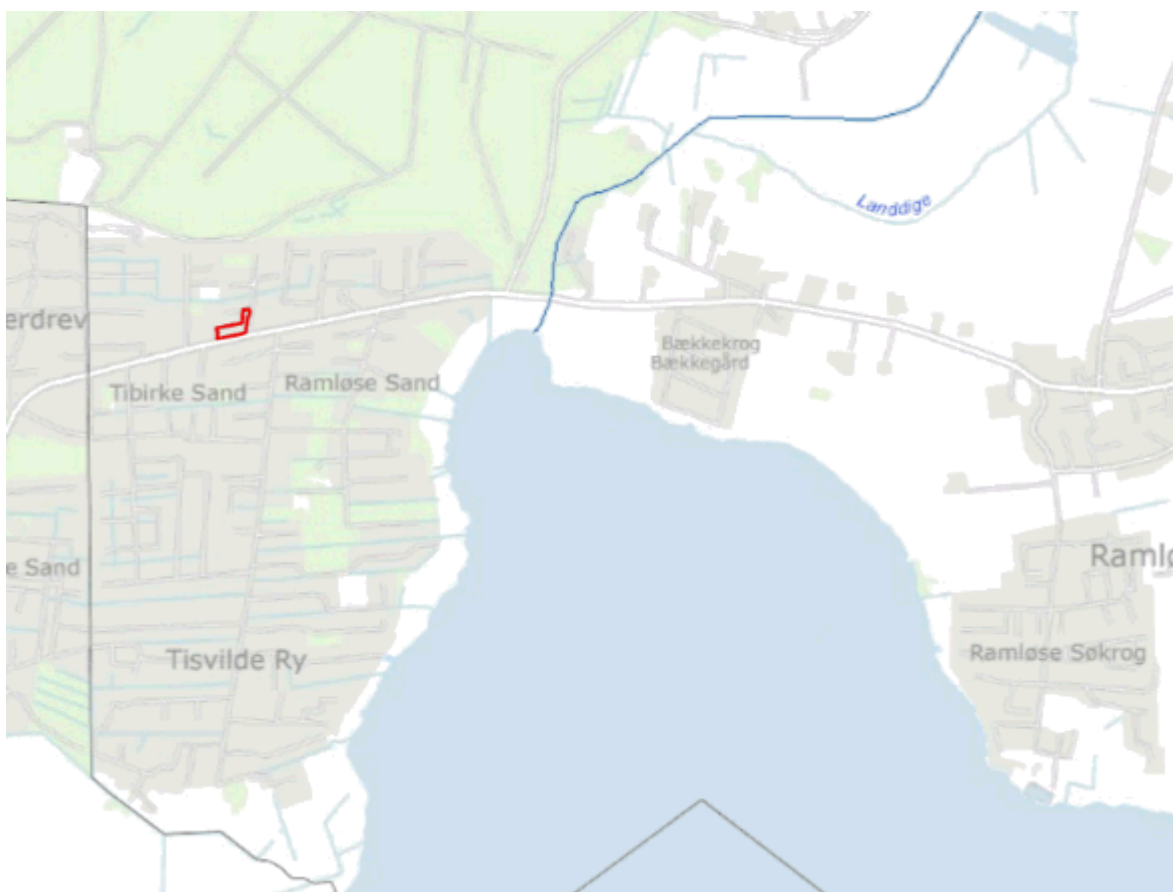 Landdige
erdrev
Bækkekrog
Bækkegård
Tibirke Sand
Ramløse Sand
e Sand
Ramlø
Tisvilde Ry
Ramløse Søkrog